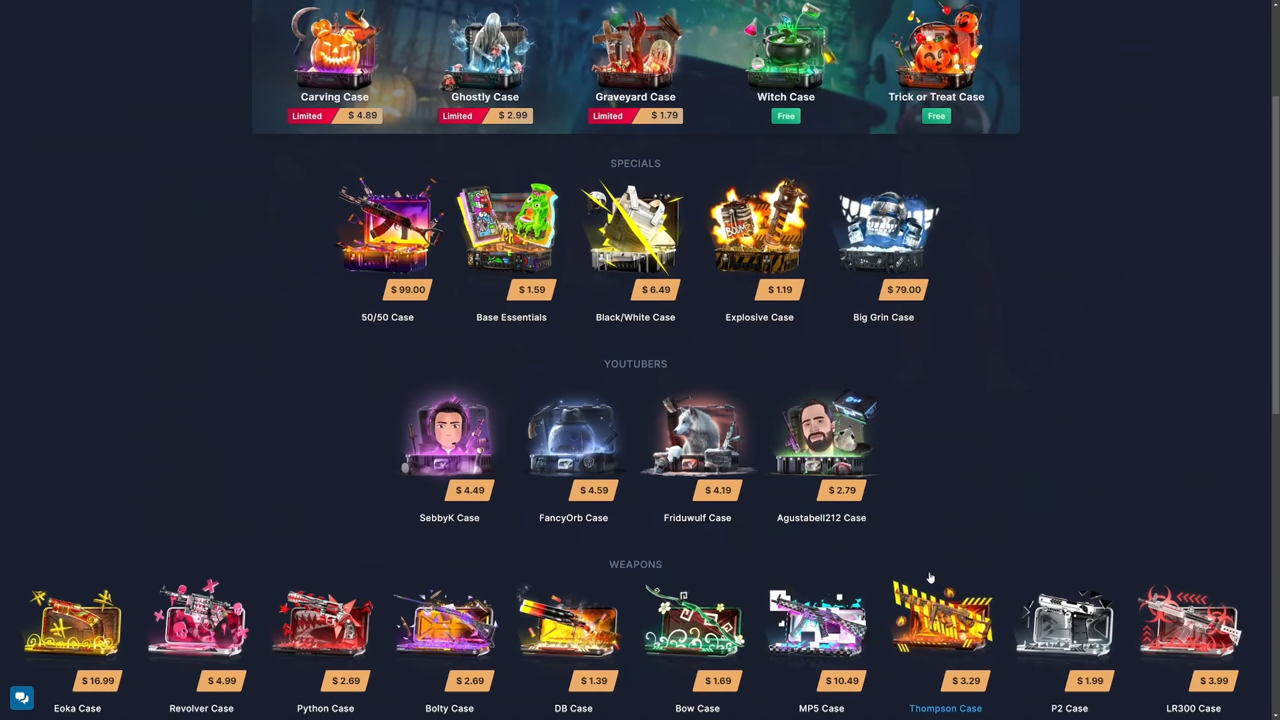 Carving Case
Ghostly Case
Graveyard Case
Witch Case
Trick or Treat Case
Limited $ 4.89
Limited $ 2.99
Limited $ 1.79
Free
Free
SPECIALS
BOOM!
$ 99.00
$ 1.59
$ 6.49
$ 1.19
$ 79.00
50/50 Case
Base Essentials
Black/White Case
Explosive Case
Big Grin Case
YOUTUBERS
$ 4.49
$ 4.59
$ 4.19
$ 2.79
SebbyK Case
FancyOrb Case
Friduwulf Case
Agustabell212 Case
WEAPONS
$ 16.99
$ 4.99
$ 2.69
$ 2.69
$ 1.39
$ 1.69
$ 10.49
$ 3.29
$ 1.99
$ 3.99
Eoka Case
Revolver Case
Python Case
Bolty Case
DB Case
Bow Case
MP5 Case
Thompson Case
P2 Case
LR300 Case